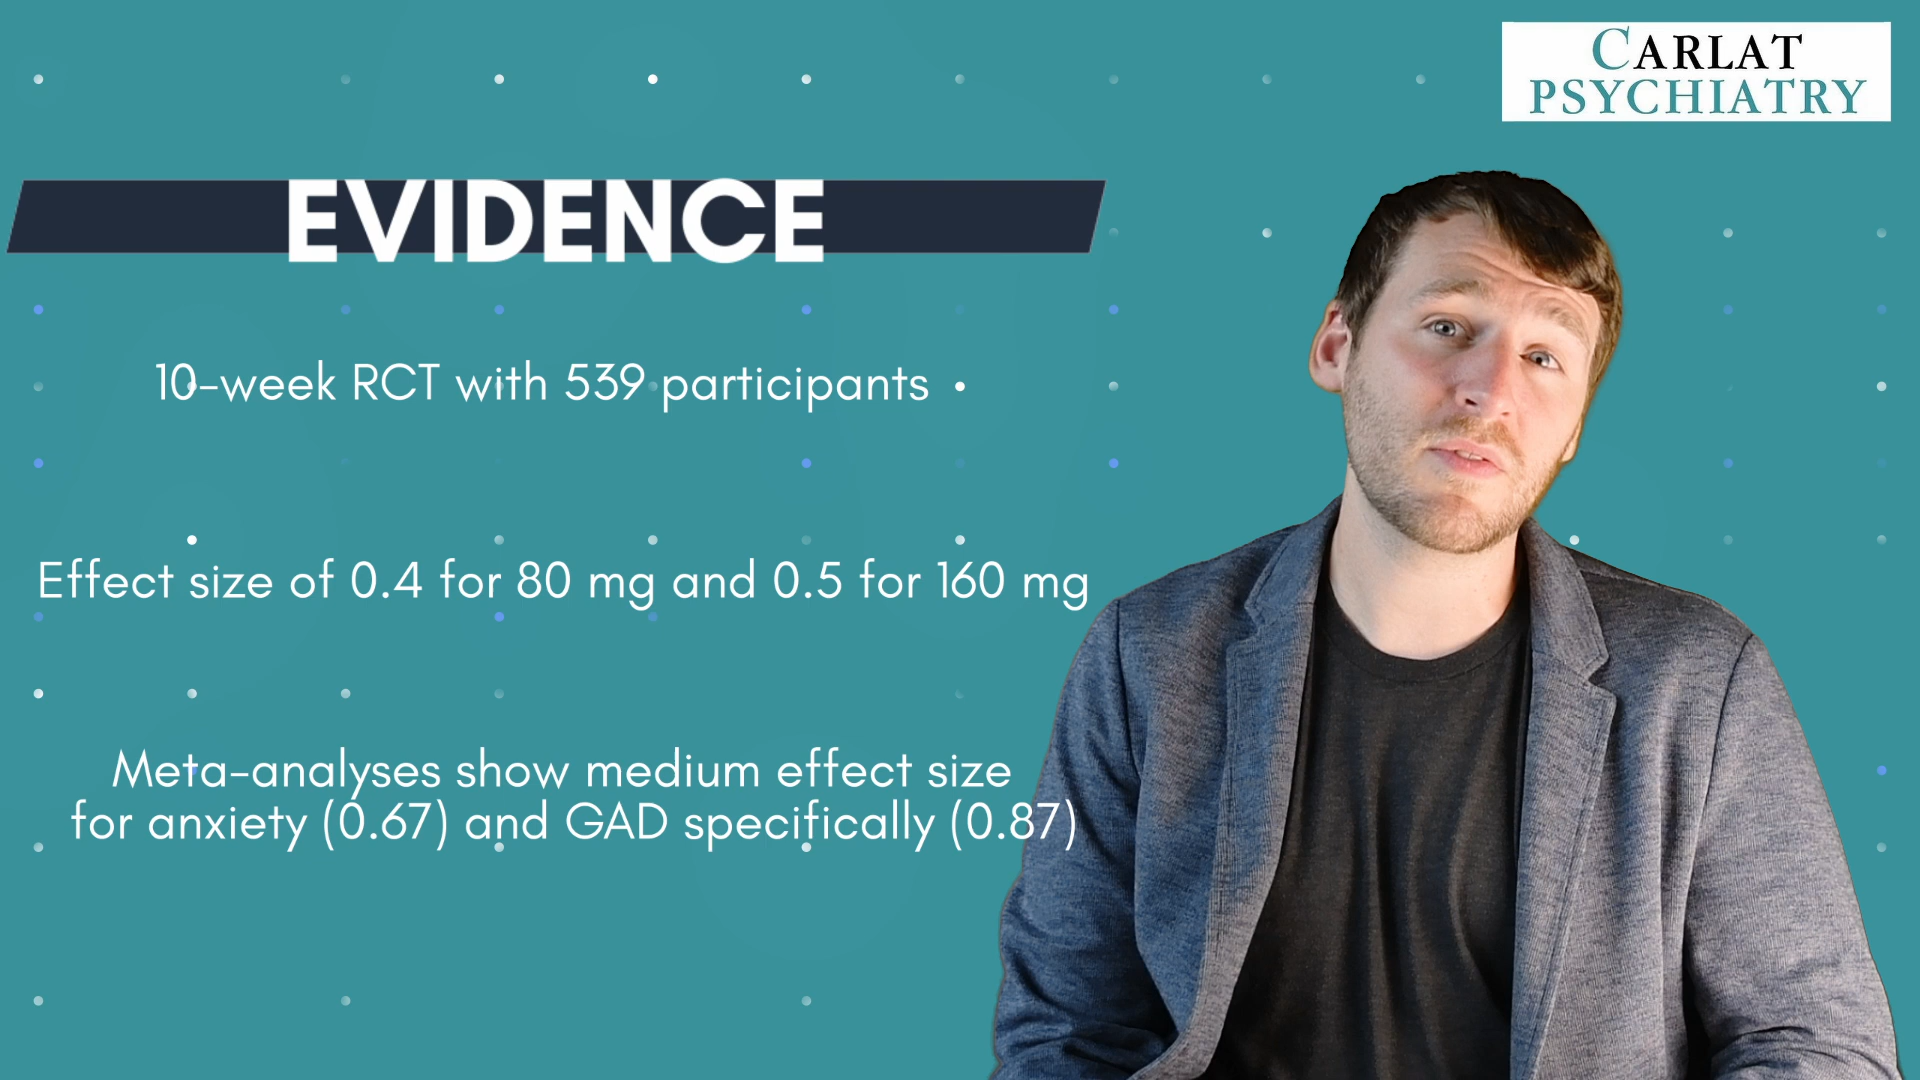 CARLAT
PSYCHIATRY
EVIDENCE
10-week RCT with 539 participants
Effect size of 0.4 for 80 mg and 0.5 for 160 mg
Meta-analyses show medium effect size
for anxiety (0.67) and GAD specifically (0.87)